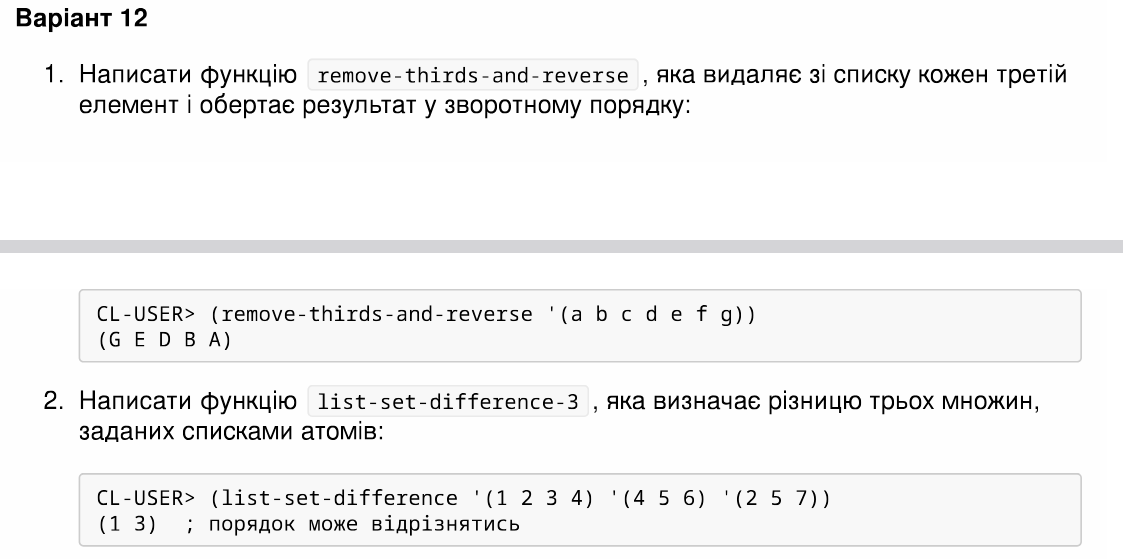 Варіант 12
1. Написати функцію remove-thirds-and-reverse , яка видаляє зі списку кожен третій
елемент і обертає результат у зворотному порядку:
CL-USER> (remove-thirds-and-reverse '(a b c d e f g))
(G E D B A)
2. Написати функцію list-set-difference-3 , яка визначає різницю трьох множин,
заданих списками атомів:
CL-USER> (list-set-difference '(1 2 3 4) '(4 5 6) '(2 5 7))
(1 3) ; порядок може відрізнятись